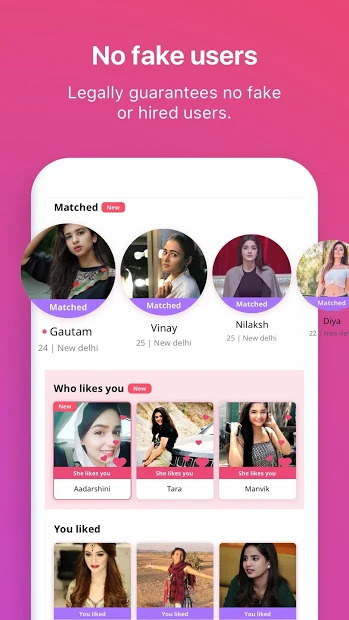 No fake users
Legally guarantees no fake
or hired users.
Matched New
Matched Matched Matched Matched
Gautam Vinay Nilaksh Diya
24 | New delhi 25 | New delhi 25 | New delhi 22
Who likes you New
New
She likes you She likes you She likes you
Aadarshini Tara Manvik
You liked
You liked You liked You liked